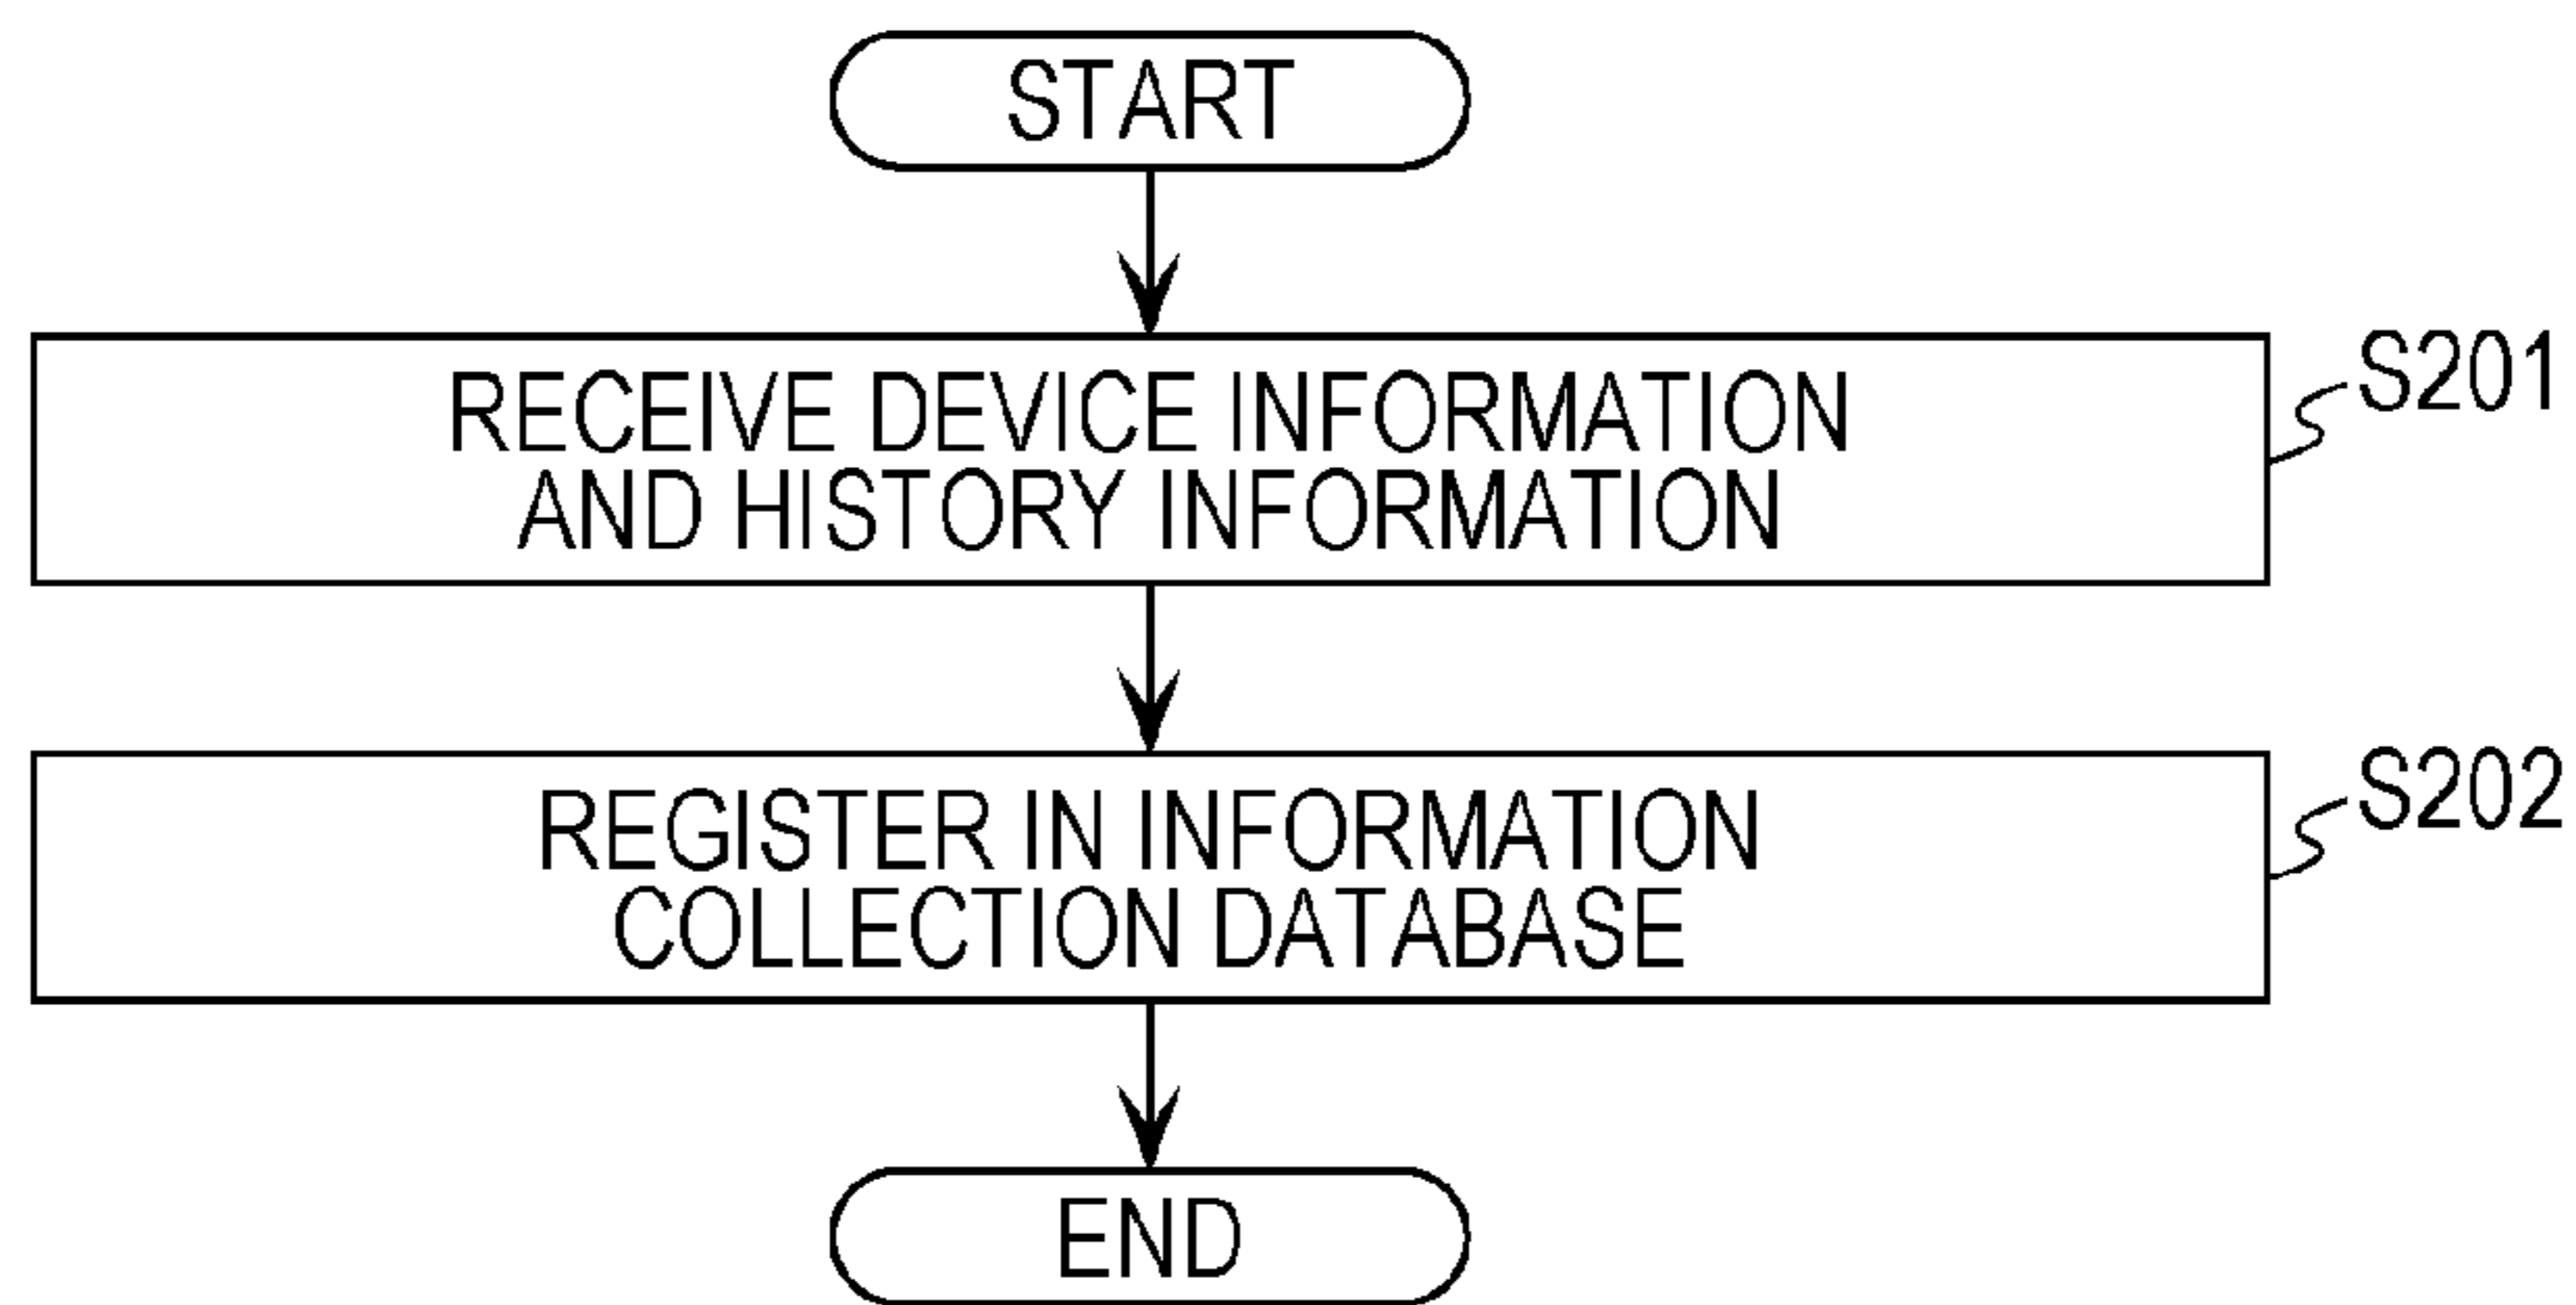 START
RECEIVE DEVICE INFORMATION
AND HISTORY INFORMATION
S201
REGISTER IN INFORMATION
COLLECTION DATABASE
S202
END